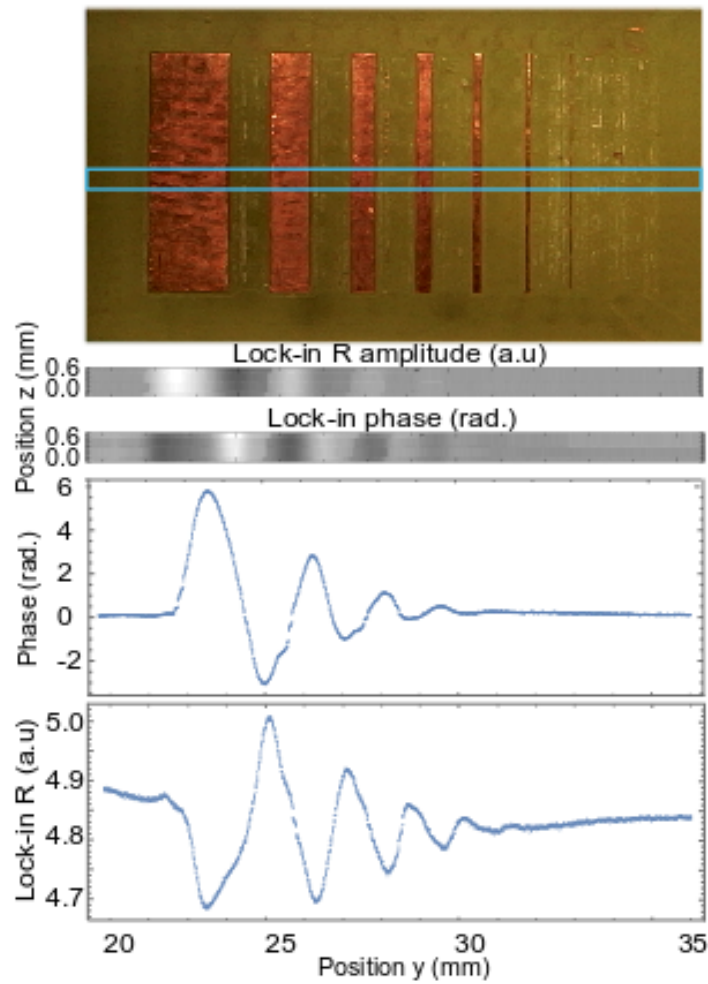 Lock-in R amplitude (a.u)
Position z (mm)
0.6
0.0
Lock-in phase (rad.)
0.6
0.0
Phase (rad.)
6
4
2
0
-2
Lock-in R (a.u)
5.0
4.9
4.8
4.7
20 25 30 35
Position y (mm)